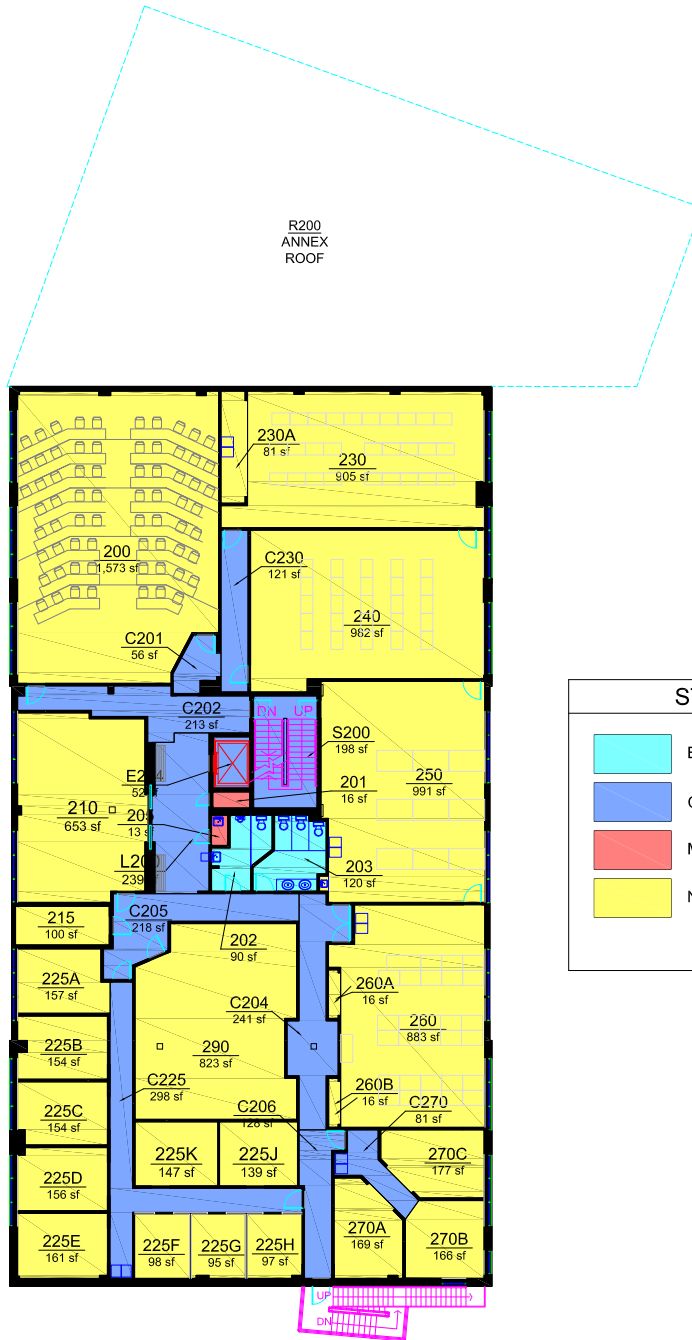 R200
ANNEX
ROOF
230A
81 sf
230
905 sf
200
1,573 sf
C230
121 sf
240
982 sf
C201
56 sf
C202
213 sf
DN UP
S200
198 sf
250
991 sf
201
16 sf
210
653 sf
13 sf
203
120 sf
C205
218 sf
215
100 sf
202
90 sf
225A
157 sf
260A
16 sf
C204
241 sf
260
883 sf
225B
154 sf
290
823 sf
C225
298 sf
260B
16 sf
C206
128 sf
C270
81 sf
225C
154 sf
225K
147 sf
225J
139 sf
270C
177 sf
225D
156 sf
225E
161 sf
225F
98 sf
225G
95 sf
225H
97 sf
270A
169 sf
270B
166 sf
UP
DN